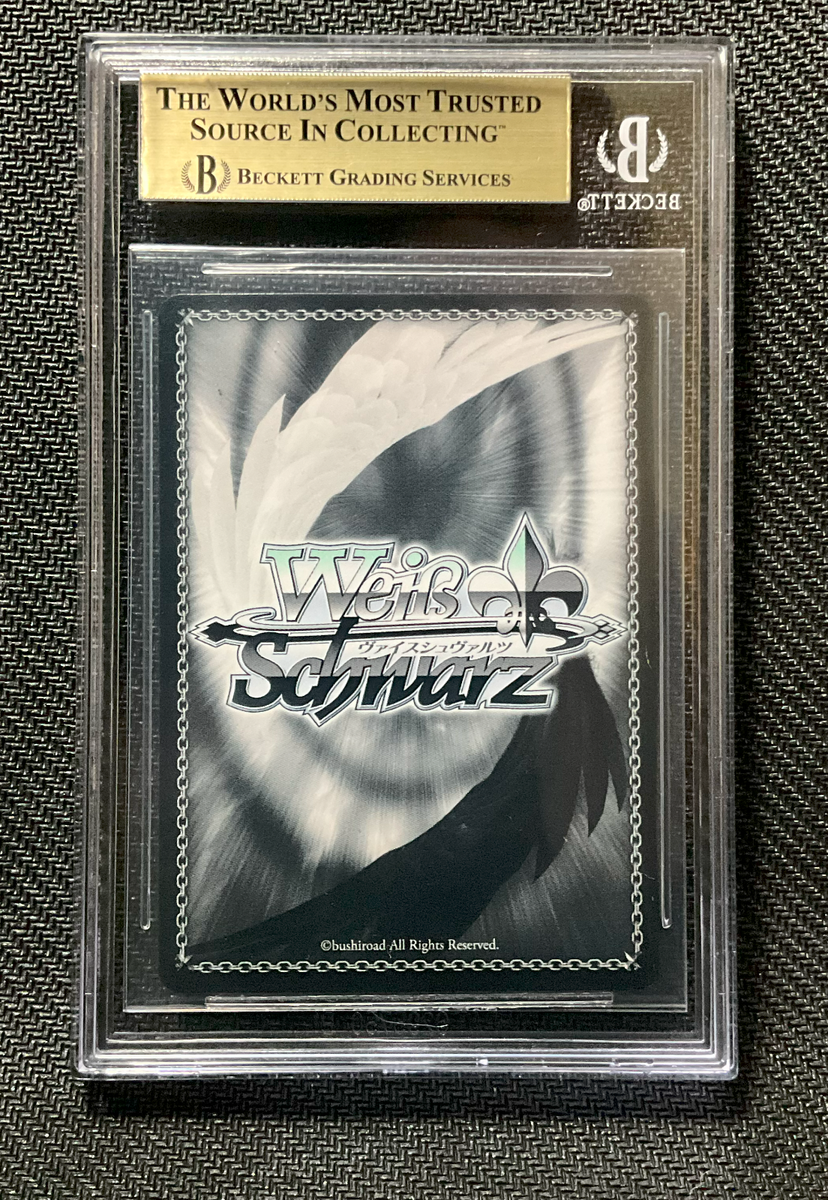 THE WORLD'S MOST TRUSTED
SOURCE IN COLLECTING™
B BECKETT GRADING SERVICES
B
BECKETT®
Weiß
ヴァイスシュヴァルツ
Schwarz
©bushiroad All Rights Reserved.